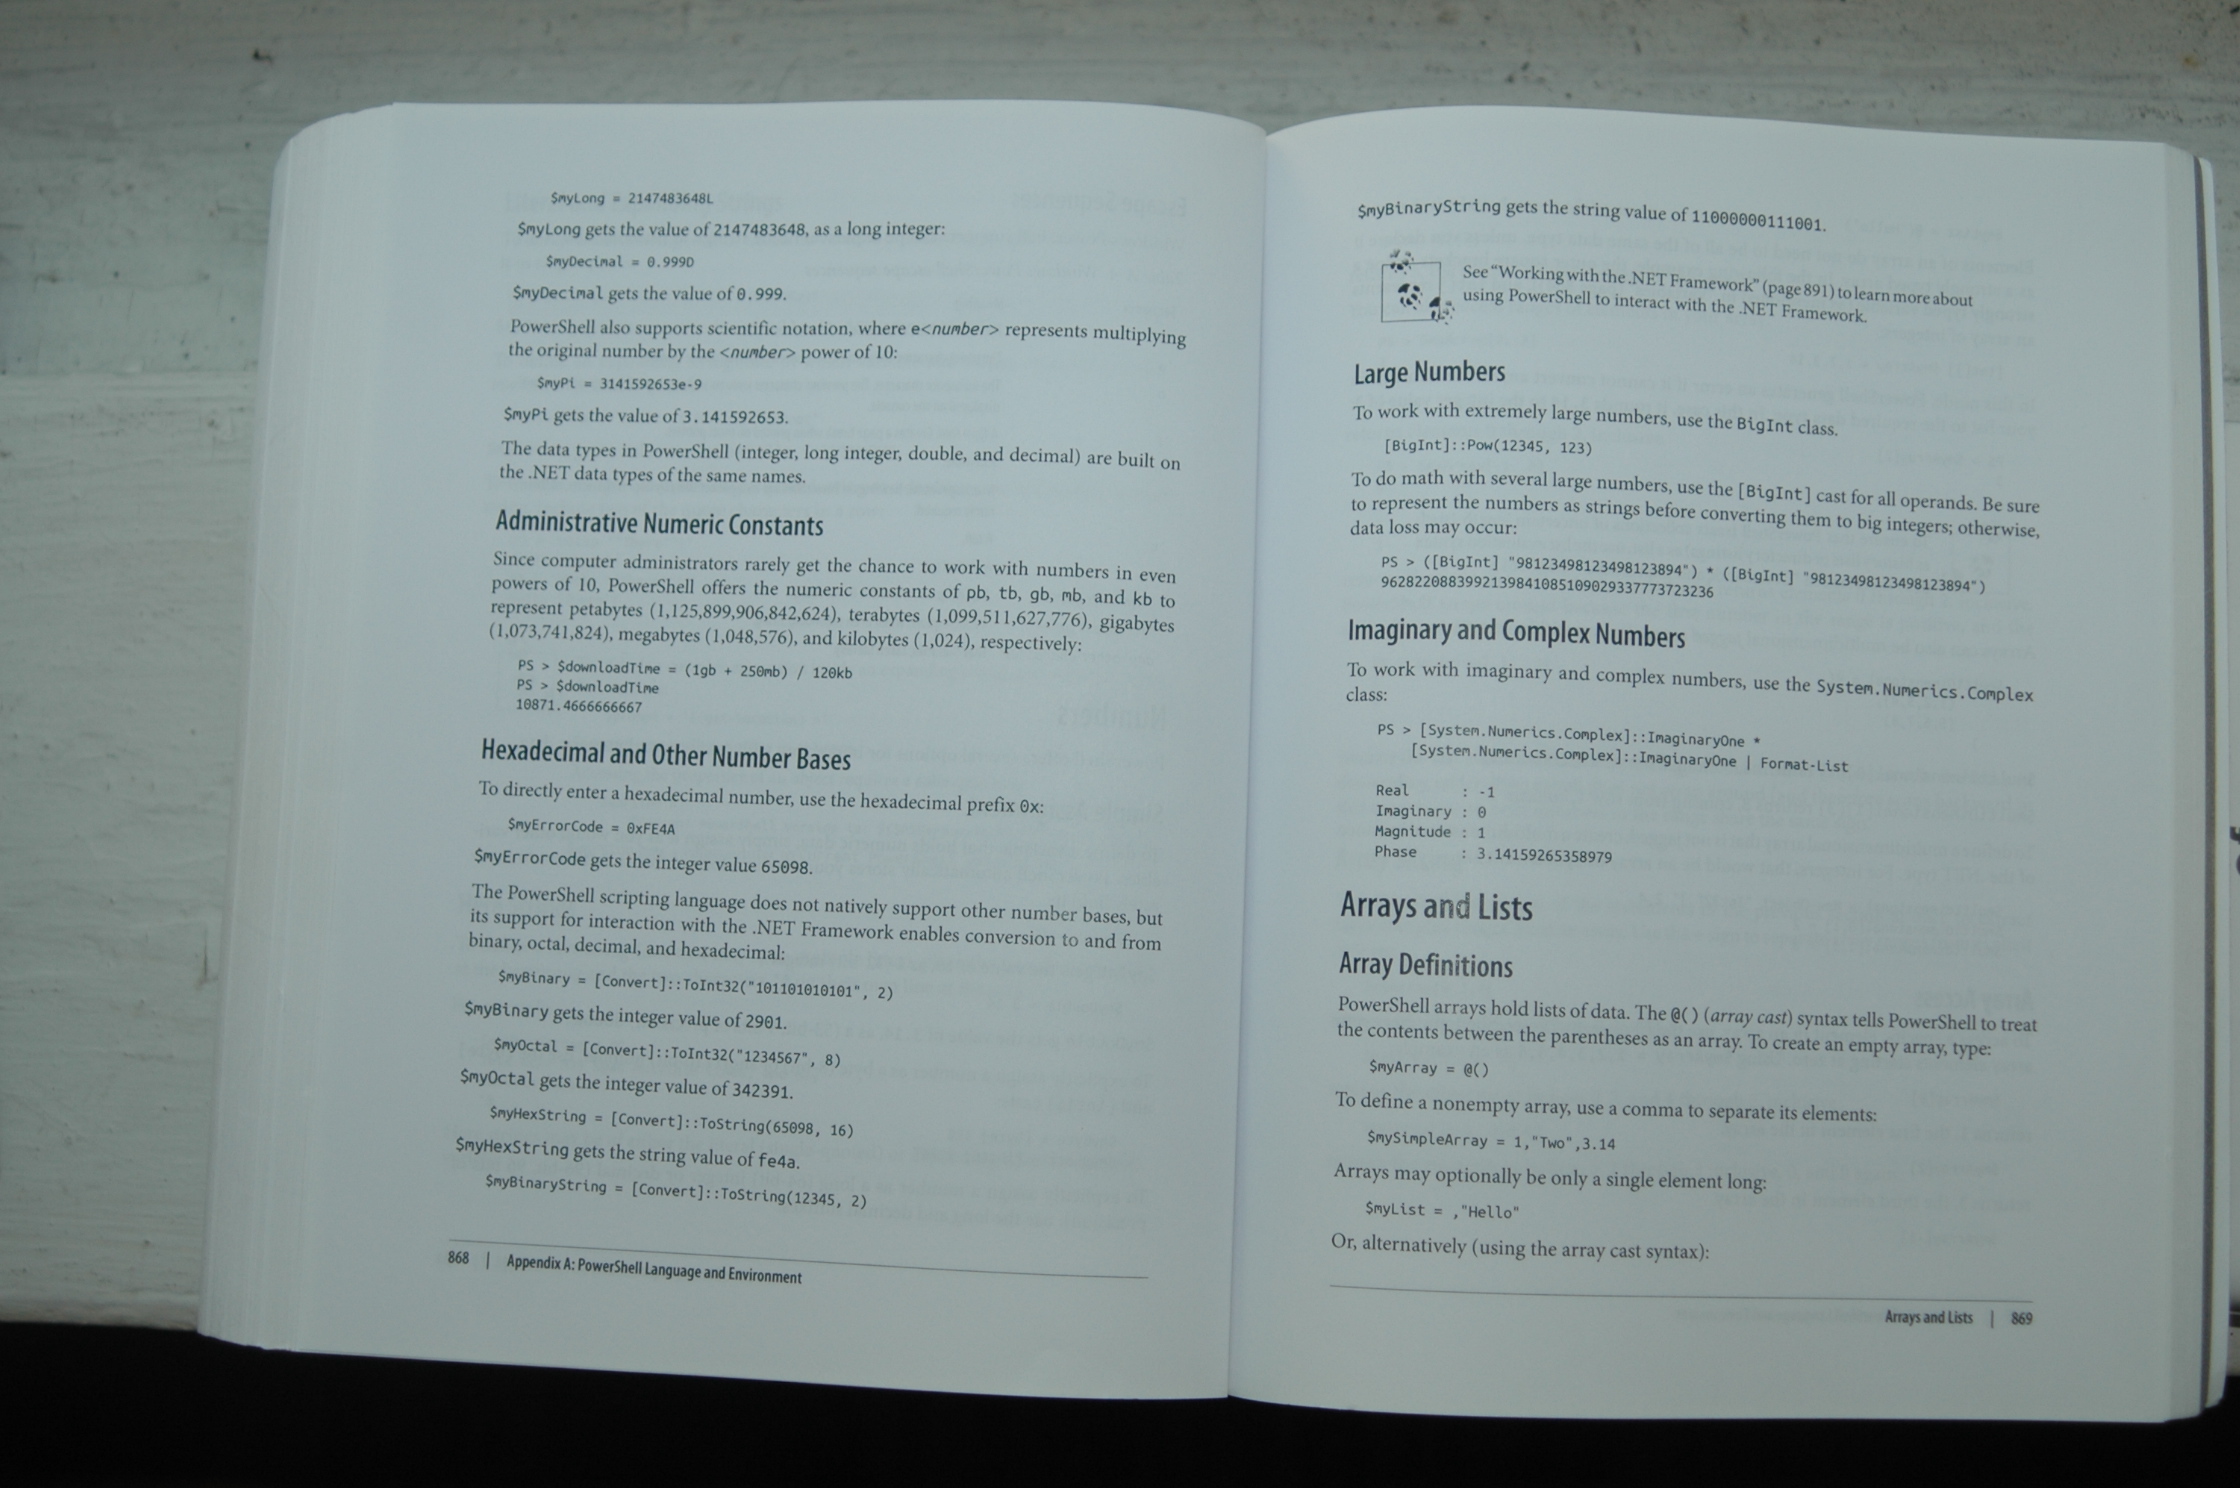 $myLong = 2147483648L
$myLong gets the value of 2147483648, as a long integer:
$myDecimal = 0.999D
$myDecimal gets the value of 0.999.
PowerShell also supports scientific notation, where e<number> represents multiplying
the original number by the <number> power of 10:
$myPi = 3141592653e-9
$myPi gets the value of 3.141592653.
The data types in PowerShell (integer, long integer, double, and decimal) are built on
the .NET data types of the same names.
Administrative Numeric Constants
Since computer administrators rarely get the chance to work with numbers in even
powers of 10, PowerShell offers the numeric constants of pb, tb, gb, mb, and kb to
represent petabytes (1,125,899,906,842,624), terabytes (1,099,511,627,776), gigabytes
(1,073,741,824), megabytes (1,048,576), and kilobytes (1,024), respectively:
PS > $downloadTime = (1gb + 250mb) / 120kb
PS > $downloadTime
10871.4666666667
Hexadecimal and Other Number Bases
To directly enter a hexadecimal number, use the hexadecimal prefix 0x:
$myErrorCode = 0xFE4A
$myErrorCode gets the integer value 65098.
The PowerShell scripting language does not natively support other number bases, but
its support for interaction with the .NET Framework enables conversion to and from
binary, octal, decimal, and hexadecimal:
$myBinary = [Convert]::ToInt32("101101010101", 2)
$myBinary gets the integer value of 2901.
$myOctal = [Convert]::ToInt32("1234567", 8)
$myOctal gets the integer value of 342391.
$myHexString = [Convert]::ToString(65098, 16)
$myHexString gets the string value of fe4a.
$myBinaryString = [Convert]::ToString(12345, 2)
868 | Appendix A: PowerShell Language and Environment
$myBinaryString gets the string value of 11000000111001.
See "Working with the .NET Framework" (page 891) to learn more about
using PowerShell to interact with the .NET Framework.
Large Numbers
To work with extremely large numbers, use the BigInt class.
[BigInt]::Pow(12345, 123)
To do math with several large numbers, use the [BigInt] cast for all operands. Be sure
to represent the numbers as strings before converting them to big integers; otherwise,
data loss may occur:
PS > ([BigInt] "98123498123498123894") * ([BigInt] "98123498123498123894")
9628220883992139841085109029337773723236
Imaginary and Complex Numbers
To work with imaginary and complex numbers, use the System.Numerics.Complex
class:
PS > [System.Numerics.Complex]::ImaginaryOne *
[System.Numerics.Complex]::ImaginaryOne | Format-List
Real : -1
Imaginary : 0
Magnitude : 1
Phase : 3.14159265358979
Arrays and Lists
Array Definitions
PowerShell arrays hold lists of data. The @() (array cast) syntax tells PowerShell to treat
the contents between the parentheses as an array. To create an empty array, type:
$myArray = @()
To define a nonempty array, use a comma to separate its elements:
$mySimpleArray = 1,"Two",3.14
Arrays may optionally be only a single element long:
$myList = ,"Hello"
Or, alternatively (using the array cast syntax):
Arrays and Lists | 869